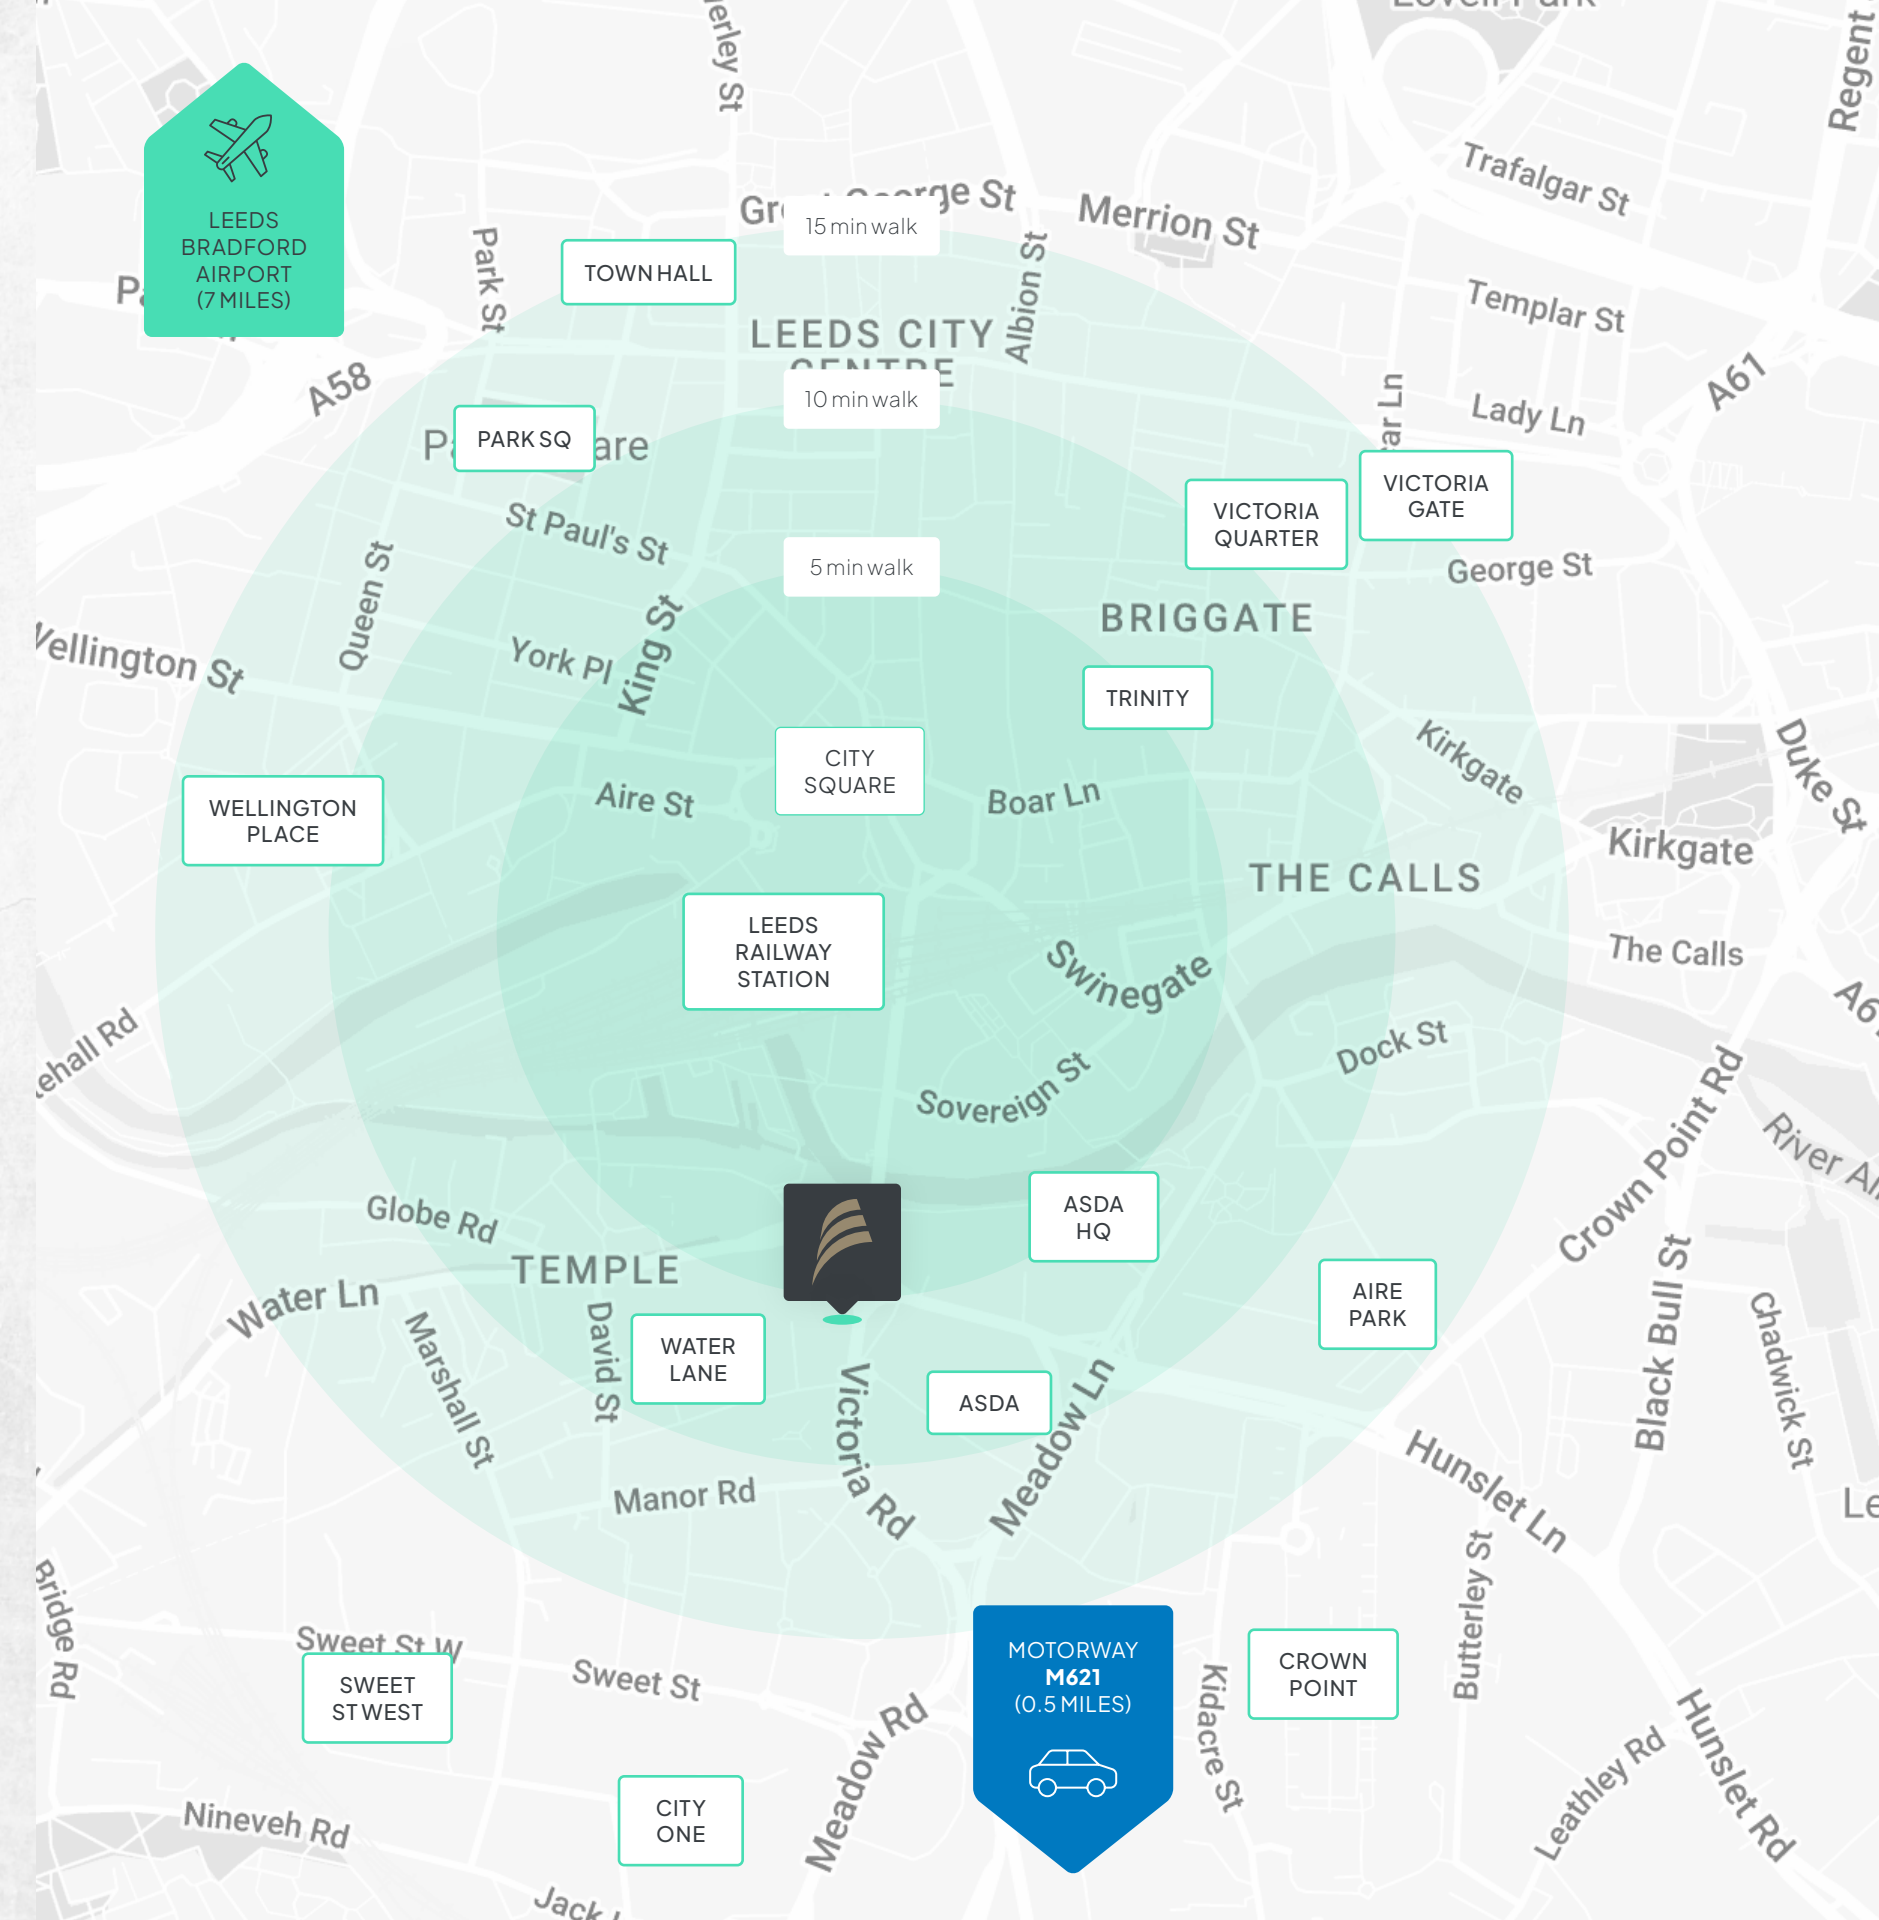 Lovell Park
Regent
LEEDS
BRADFORD
AIRPORT
(7 MILES)
Trafalgar St
Merrion St
15 min walk
Park St
TOWN HALL
Albion St
LEEDS CITY
CENTRE
10 min walk
Templar St
A58
A61
Lady Ln
PARK SQ
VICTORIA
GATE
VICTORIA
QUARTER
St Paul's St
5 min walk
George St
Queen St
BRIGGATE
Wellington St
York Pl
King St
TRINITY
Kirkgate
Duke St
CITY
SQUARE
Aire St
Boar Ln
WELLINGTON
PLACE
Kirkgate
THE CALLS
LEEDS
RAILWAY
STATION
Swinegate
The Calls
Dock St
Sovereign St
Crown Point Rd
Globe Rd
ASDA
HQ
TEMPLE
Water Ln
AIRE
PARK
Black Bull St
Chadwick St
David St
Marshall St
WATER
LANE
Victoria Rd
ASDA
Meadow Ln
Hunslet Ln
Manor Rd
Bridge Rd
Butterley St
Sweet St W
SWEET
ST WEST
Sweet St
MOTORWAY
M621
(0.5 MILES)
CROWN
POINT
Kidacre St
Meadow Rd
Hunslet Rd
Leathley Rd
CITY
ONE
Nineveh Rd